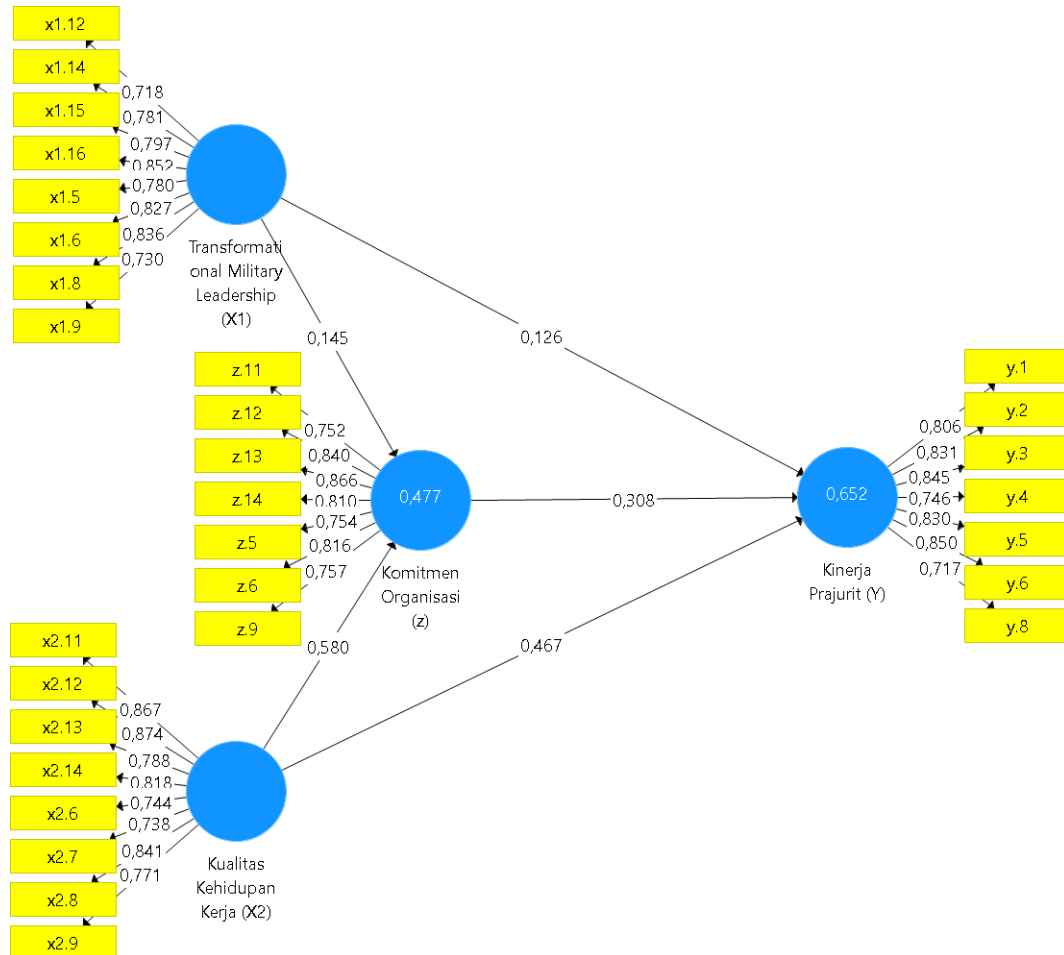 x1.12
x1.14
x1.15
x1.16
x1.5
x1.6
x1.8
x1.9
0,718
0,781
0,797
0,852
0,780
0,827
0,836
0,730
Transformati
onal Military
Leadership
(X1)
0,145
0,126
z.11
z.12
z.13
z.14
z.5
z.6
z.9
0,752
0,840
0,866
0,810
0,754
0,816
0,757
0,477
Komitmen
Organisasi
(z)
0,308
0,580
0,467
x2.11
x2.12
x2.13
x2.14
x2.6
x2.7
x2.8
x2.9
0,867
0,874
0,788
0,818
0,744
0,738
0,841
0,771
Kualitas
Kehidupan
Kerja (X2)
0,652
Kinerja
Prajurit (Y)
0,806
0,831
0,845
0,746
0,830
0,850
0,717
y.1
y.2
y.3
y.4
y.5
y.6
y.8